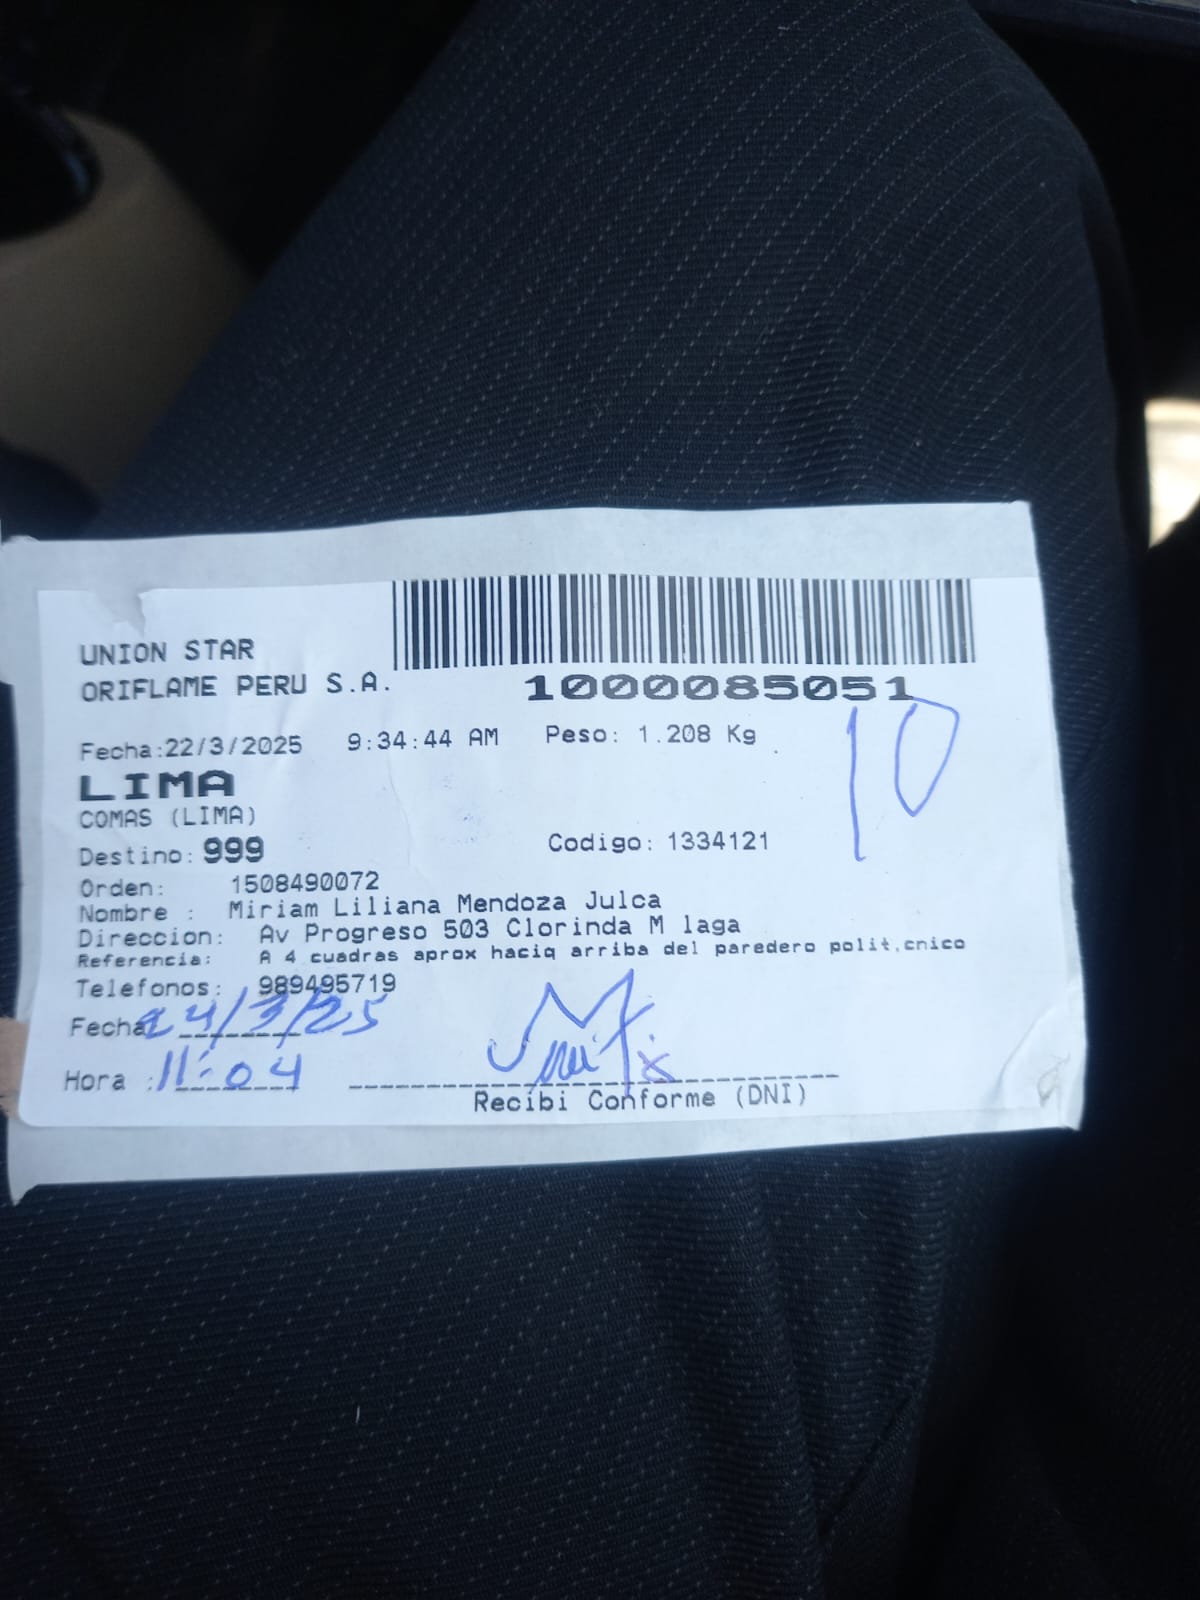 UNION STAR
ORIFLAME PERU S.A.
1000085051
10
Fecha:22/3/2025 9:34:44 AM Peso: 1.208 Kg
LIMA
COMAS (LIMA)
Destino: 999 Codigo: 1334121
Orden: 1508490072
Nombre : Miriam Liliana Mendoza Julca
Direccion: Av Progreso 503 Clorinda M laga
Referencia: A 4 cuadras aprox haciq arriba del paredero polit,cnico
Telefonos: 989495719
Fecha 24/3/25
Hora : 11:04
Recibi Conforme (DNI)